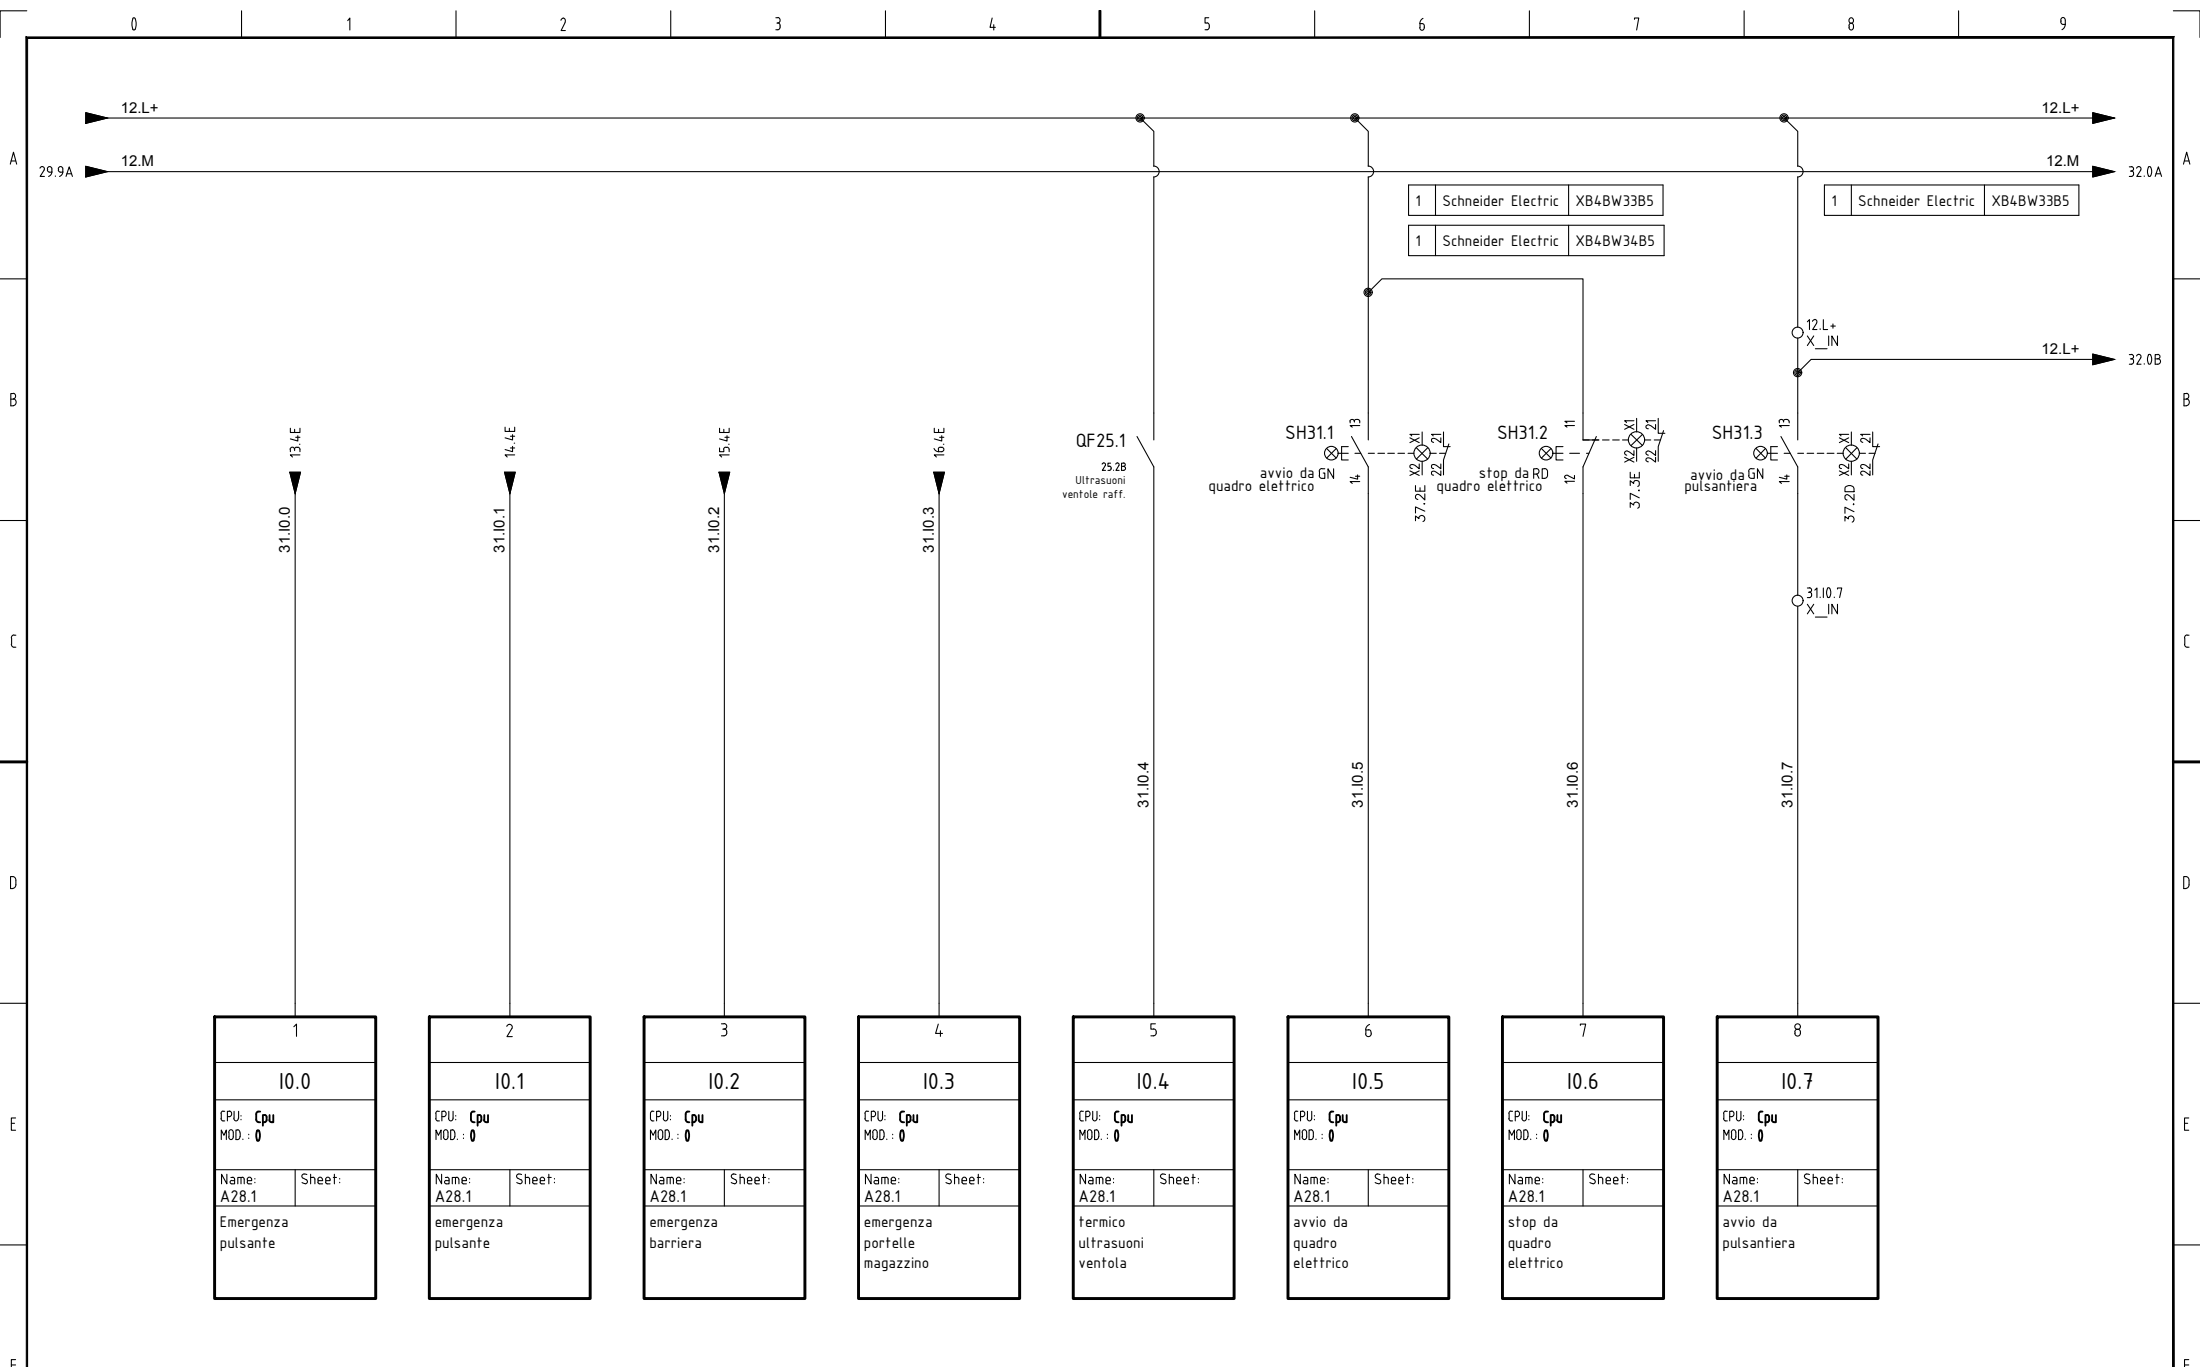 0 1 2 3 4 5 6 7 8 9
12.L+ 12.L+
A 29.9A 12.M 12.M 32.0A A
1 Schneider Electric XB4BW33B5
1 Schneider Electric XB4BW34B5
1 Schneider Electric XB4BW33B5
12.L+
X_IN
12.L+ 32.0B
B B
13.4E
31.I0.0
14.4E
31.I0.1
15.4E
31.I0.2
16.4E
31.I0.3
QF25.1
25.2B
Ultrasuoni
ventole raff.
31.I0.4
SH31.1
13
14
avvio da GN
quadro elettrico
X1
X2
21
22
37.2E
31.I0.5
SH31.2
11
12
stop da RD
quadro elettrico
X1
X2
21
22
37.3E
31.I0.6
SH31.3
13
14
avvio da GN
pulsantiera
X1
X2
21
22
37.2D
31.I0.7
X_IN
31.I0.7
C C
D D
E E
1
I0.0
CPU: Cpu
MOD.: 0
Name: Sheet:
A28.1
Emergenza
pulsante
2
I0.1
CPU: Cpu
MOD.: 0
Name: Sheet:
A28.1
emergenza
pulsante
3
I0.2
CPU: Cpu
MOD.: 0
Name: Sheet:
A28.1
emergenza
barriera
4
I0.3
CPU: Cpu
MOD.: 0
Name: Sheet:
A28.1
emergenza
portelle
magazzino
5
I0.4
CPU: Cpu
MOD.: 0
Name: Sheet:
A28.1
termico
ultrasuoni
ventola
6
I0.5
CPU: Cpu
MOD.: 0
Name: Sheet:
A28.1
avvio da
quadro
elettrico
7
I0.6
CPU: Cpu
MOD.: 0
Name: Sheet:
A28.1
stop da
quadro
elettrico
8
I0.7
CPU: Cpu
MOD.: 0
Name: Sheet:
A28.1
avvio da
pulsantiera